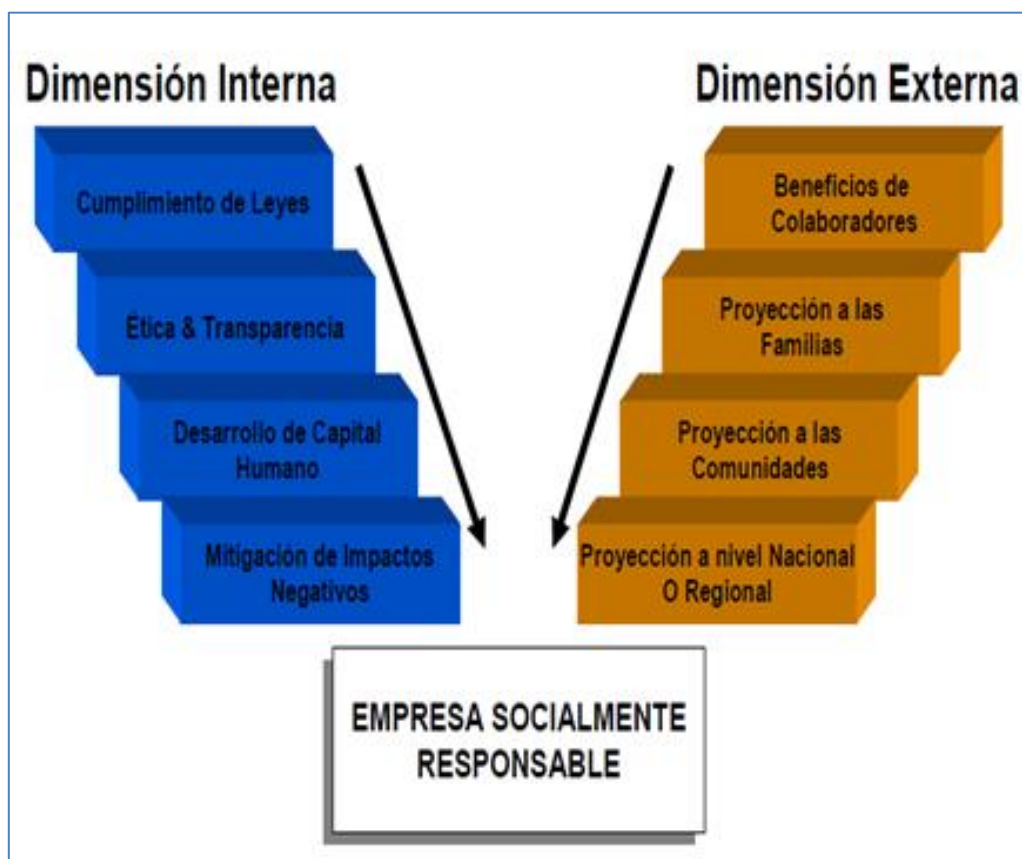 Dimensión Interna
Cumplimiento de Leyes
Ética & Transparencia
Desarrollo de Capital
Humano
Mitigación de Impactos
Negativos
Dimensión Externa
Beneficios de
Colaboradores
Proyección a las
Familias
Proyección a las
Comunidades
Proyección a nivel Nacional
O Regional
EMPRESA SOCIALMENTE
RESPONSABLE